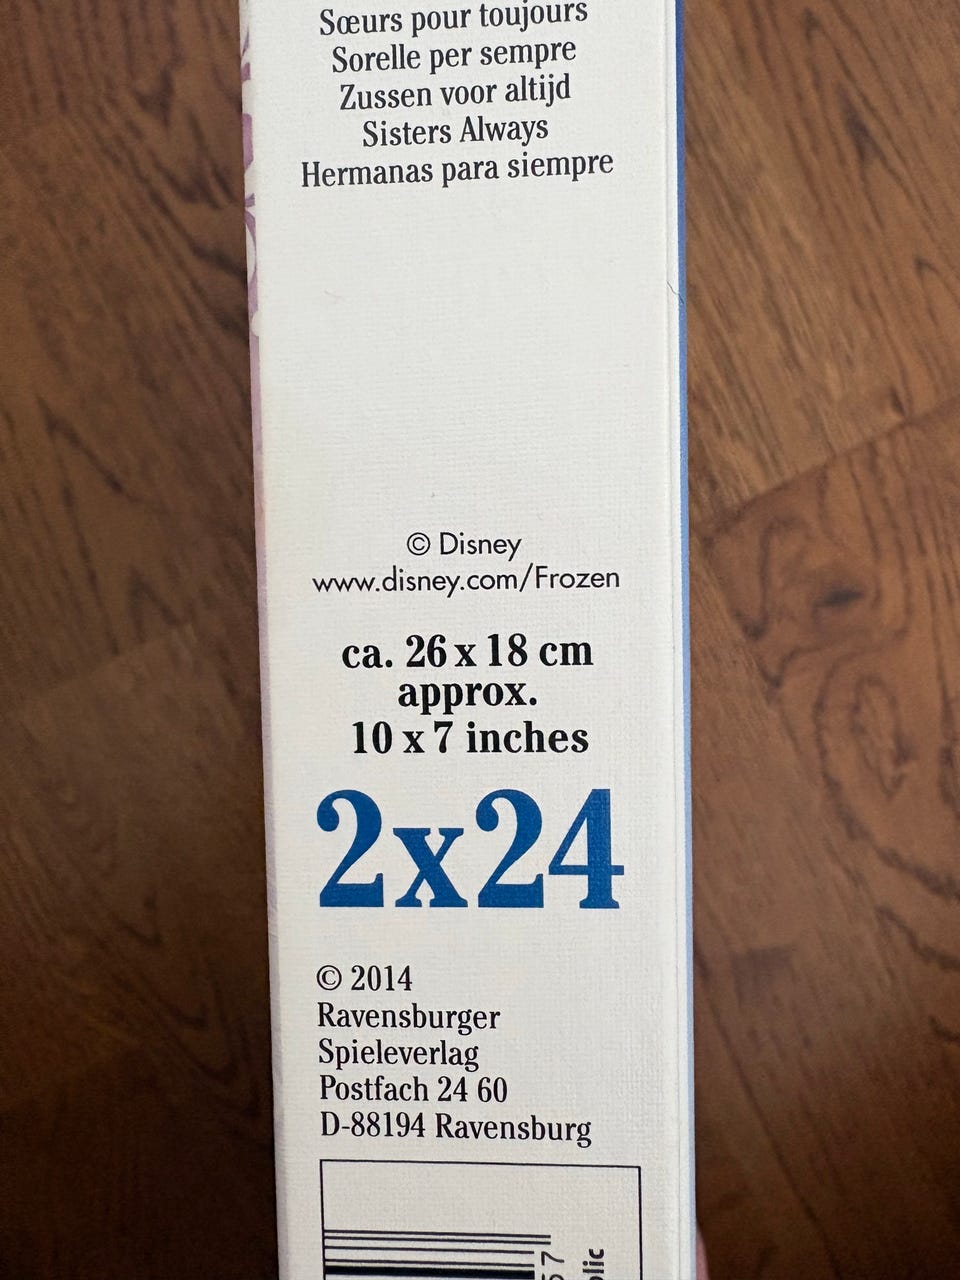 Sœurs pour toujours
Sorelle per sempre
Zussen voor altijd
Sisters Always
Hermanas para siempre
© Disney
www.disney.com/Frozen
ca. 26 x 18 cm
approx.
10 x 7 inches
2x24
© 2014
Ravensburger
Spieleverlag
Postfach 24 60
D-88194 Ravensburg